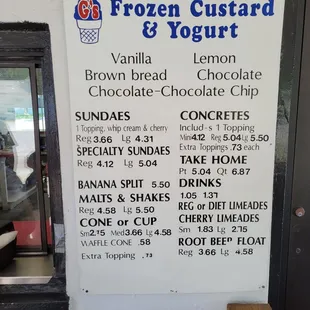 G's
Frozen Custard
& Yogurt
Vanilla Lemon
Brown bread Chocolate
Chocolate-Chocolate Chip
SUNDAES
1 Topping, whip cream & cherry
Reg 3.66 Lg 4.31
SPECIALTY SUNDAES
Reg 4.12 Lg 5.04
BANANA SPLIT 5.50
MALTS & SHAKES
Reg 4.58 Lg 5.50
CONE or CUP
Sm 2.75 Med 3.66 Lg 4.58
WAFFLE CONE .58
Extra Topping .73
CONCRETES
Includ-s 1 Topping
Mini 4.12 Reg 5.04 Lg 5.50
Extra Toppings .73 each
TAKE HOME
Pt 5.04 Qt 6.87
DRINKS
1.05 1.31
REG or DIET LIMEADES
CHERRY LIMEADES
Sm 1.83 Lg 2.75
ROOT BEER FLOAT
Reg 3.66 Lg 4.58